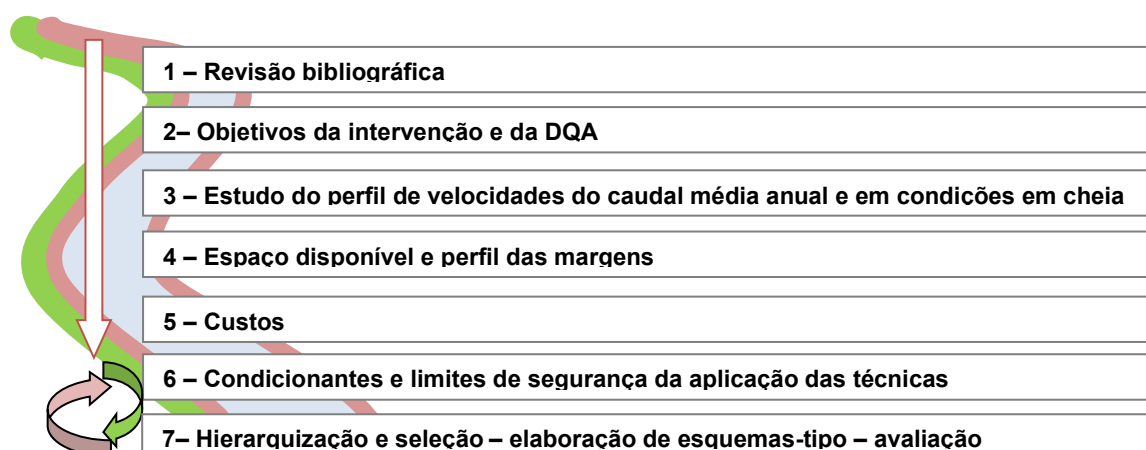 1 – Revisão bibliográfica
2– Objetivos da intervenção e da DQA
3 – Estudo do perfil de velocidades do caudal média anual e em condições em cheia
4 – Espaço disponível e perfil das margens
5 – Custos
6 – Condicionantes e limites de segurança da aplicação das técnicas
7– Hierarquização e seleção – elaboração de esquemas-tipo – avaliação